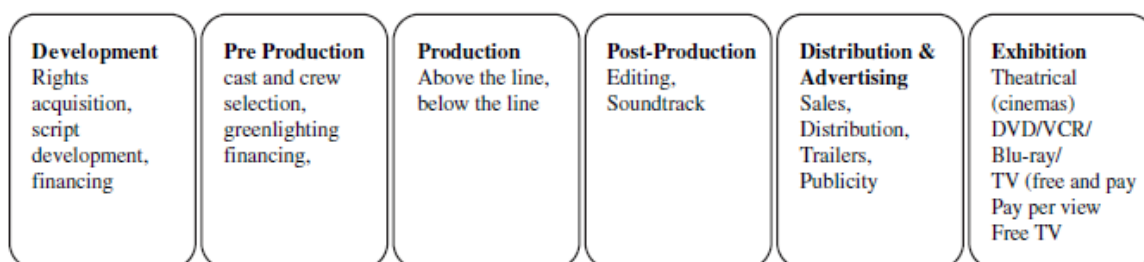 Development
Rights
acquisition,
script
development,
financing
Pre Production
cast and crew
selection,
greenlighting
financing,
Production
Above the line,
below the line
Post-Production
Editing,
Soundtrack
Distribution &
Advertising
Sales,
Distribution,
Trailers,
Publicity
Exhibition
Theatrical
(cinemas)
DVD/VCR/
Blu-ray/
TV (free and pay
Pay per view
Free TV